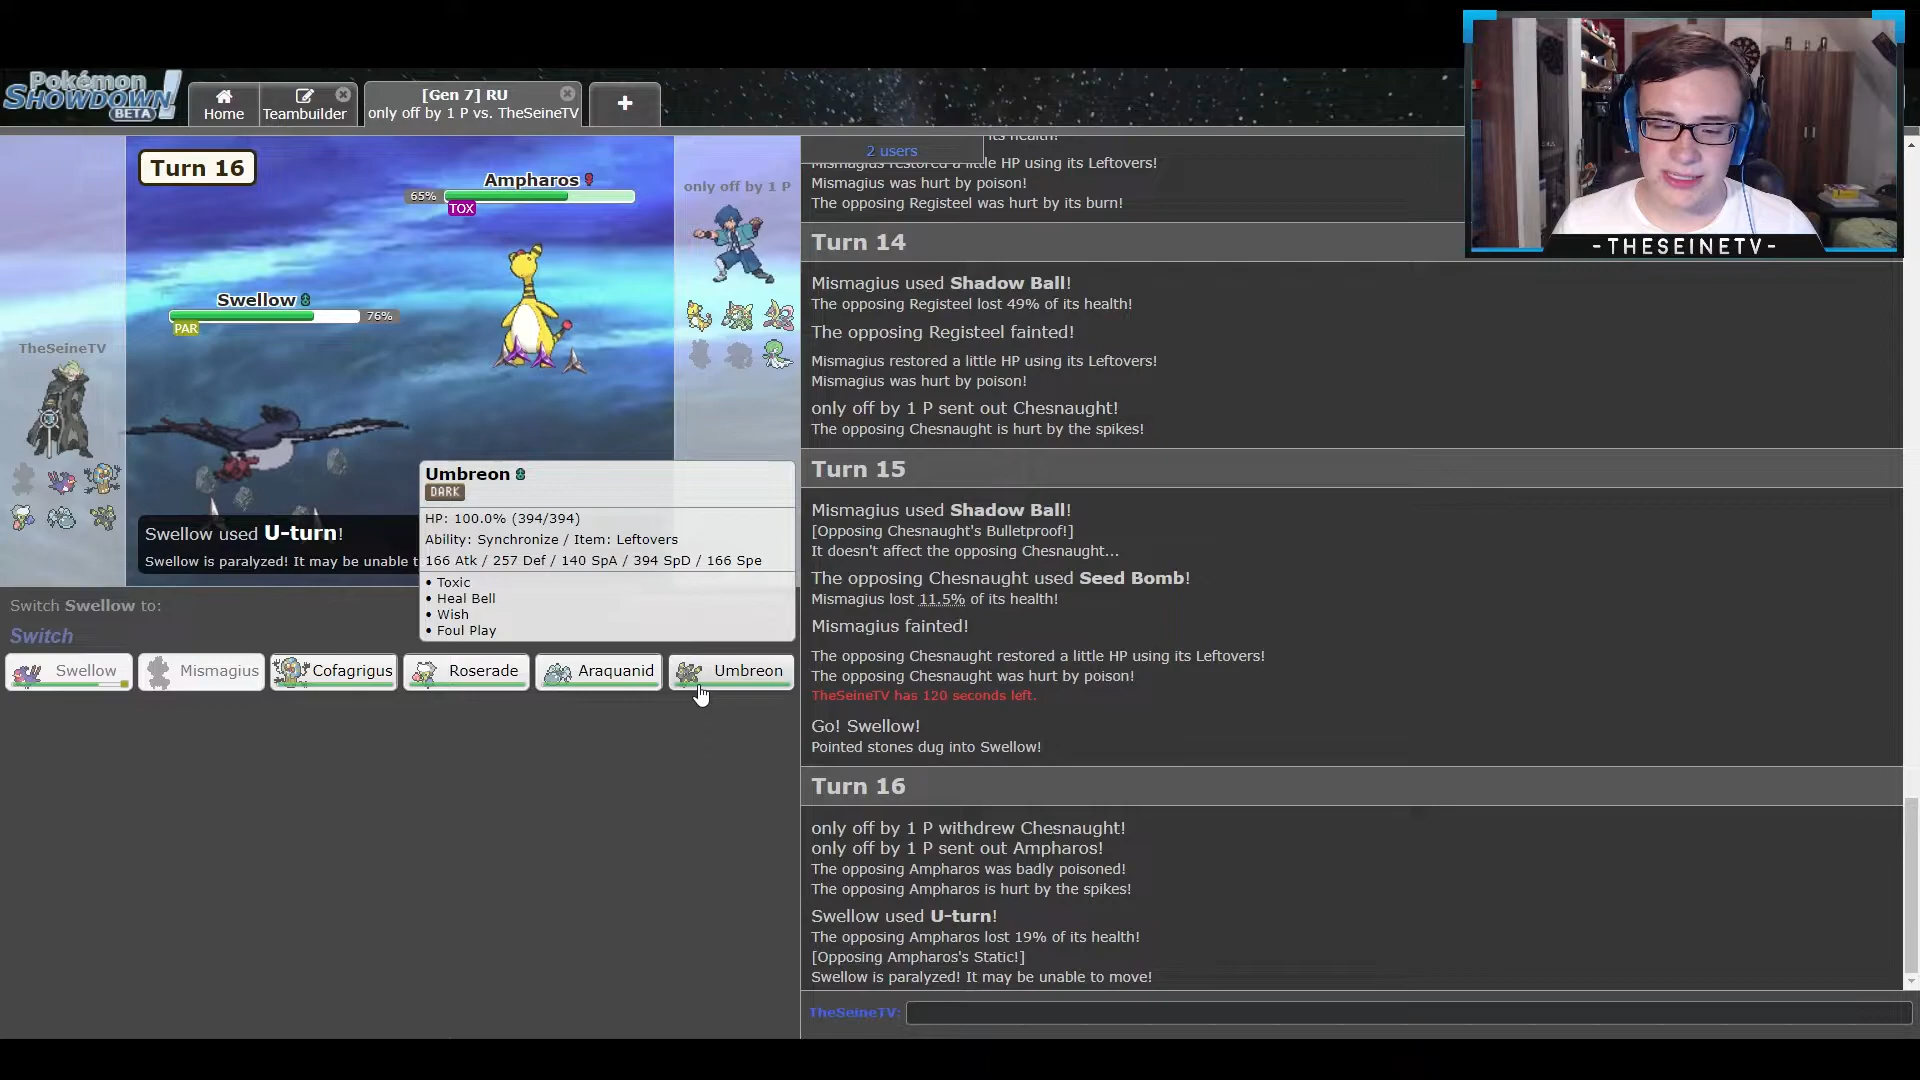 Pokémon
SHOWDOWN!
BETA
Home
Teambuilder
[Gen 7] RU
only off by 1 P vs. TheSeineTV
+
-THESEINETV-
Turn 16
Ampharos
65%
TOX
Swellow
76%
PAR
only off by 1 P
TheSeineTV
Swellow used U-turn!
Swellow is paralyzed! It may be unable t
Umbreon
DARK
HP: 100.0% (394/394)
Ability: Synchronize / Item: Leftovers
166 Atk / 257 Def / 140 SpA / 394 SpD / 166 Spe
• Toxic
• Heal Bell
• Wish
• Foul Play
Switch Swellow to:
Switch
Swellow
Mismagius
Cofagrigus
Roserade
Araquanid
Umbreon
2 users
its health!
Mismagius restored a little HP using its Leftovers!
Mismagius was hurt by poison!
The opposing Registeel was hurt by its burn!
Turn 14
Mismagius used Shadow Ball!
The opposing Registeel lost 49% of its health!
The opposing Registeel fainted!
Mismagius restored a little HP using its Leftovers!
Mismagius was hurt by poison!
only off by 1 P sent out Chesnaught!
The opposing Chesnaught is hurt by the spikes!
Turn 15
Mismagius used Shadow Ball!
[Opposing Chesnaught's Bulletproof!]
It doesn't affect the opposing Chesnaught...
The opposing Chesnaught used Seed Bomb!
Mismagius lost 11.5% of its health!
Mismagius fainted!
The opposing Chesnaught restored a little HP using its Leftovers!
The opposing Chesnaught was hurt by poison!
TheSeineTV has 120 seconds left.
Go! Swellow!
Pointed stones dug into Swellow!
Turn 16
only off by 1 P withdrew Chesnaught!
only off by 1 P sent out Ampharos!
The opposing Ampharos was badly poisoned!
The opposing Ampharos is hurt by the spikes!
Swellow used U-turn!
The opposing Ampharos lost 19% of its health!
[Opposing Ampharos's Static!]
Swellow is paralyzed! It may be unable to move!
TheSeineTV: